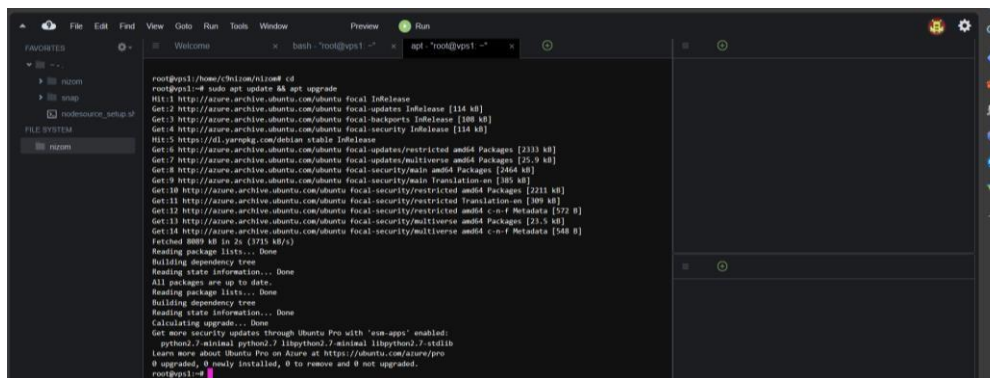 File Edit Find View Goto Run Tools Window Preview Run
FAVORITES
Welcome
bash - "root@vps1: ~"
apt - "root@vps1: ~"
nizom
snap
nodesource_setup.sh
FILE SYSTEM
nizom
root@vps1:/home/c9nizom/nizom# cd
root@vps1:~# sudo apt update && apt upgrade
Hit:1 http://azure.archive.ubuntu.com/ubuntu focal InRelease
Get:2 http://azure.archive.ubuntu.com/ubuntu focal-updates InRelease [114 kB]
Get:3 http://azure.archive.ubuntu.com/ubuntu focal-backports InRelease [108 kB]
Get:4 http://azure.archive.ubuntu.com/ubuntu focal-security InRelease [114 kB]
Hit:5 https://dl.yarnpkg.com/debian stable InRelease
Get:6 http://azure.archive.ubuntu.com/ubuntu focal-updates/restricted amd64 Packages [2333 kB]
Get:7 http://azure.archive.ubuntu.com/ubuntu focal-updates/multiverse amd64 Packages [25.9 kB]
Get:8 http://azure.archive.ubuntu.com/ubuntu focal-security/main amd64 Packages [2464 kB]
Get:9 http://azure.archive.ubuntu.com/ubuntu focal-security/main Translation-en [385 kB]
Get:10 http://azure.archive.ubuntu.com/ubuntu focal-security/restricted amd64 Packages [2211 kB]
Get:11 http://azure.archive.ubuntu.com/ubuntu focal-security/restricted Translation-en [309 kB]
Get:12 http://azure.archive.ubuntu.com/ubuntu focal-security/restricted amd64 c-n-f Metadata [572 B]
Get:13 http://azure.archive.ubuntu.com/ubuntu focal-security/multiverse amd64 Packages [23.5 kB]
Get:14 http://azure.archive.ubuntu.com/ubuntu focal-security/multiverse amd64 c-n-f Metadata [548 B]
Fetched 8089 kB in 2s (3715 kB/s)
Reading package lists... Done
Building dependency tree
Reading state information... Done
All packages are up to date.
Reading package lists... Done
Building dependency tree
Reading state information... Done
Calculating upgrade... Done
Get more security updates through Ubuntu Pro with 'esm-apps' enabled:
python2.7-minimal python2.7 libpython2.7-minimal libpython2.7-stdlib
Learn more about Ubuntu Pro on Azure at https://ubuntu.com/azure/pro
0 upgraded, 0 newly installed, 0 to remove and 0 not upgraded.
root@vps1:~#